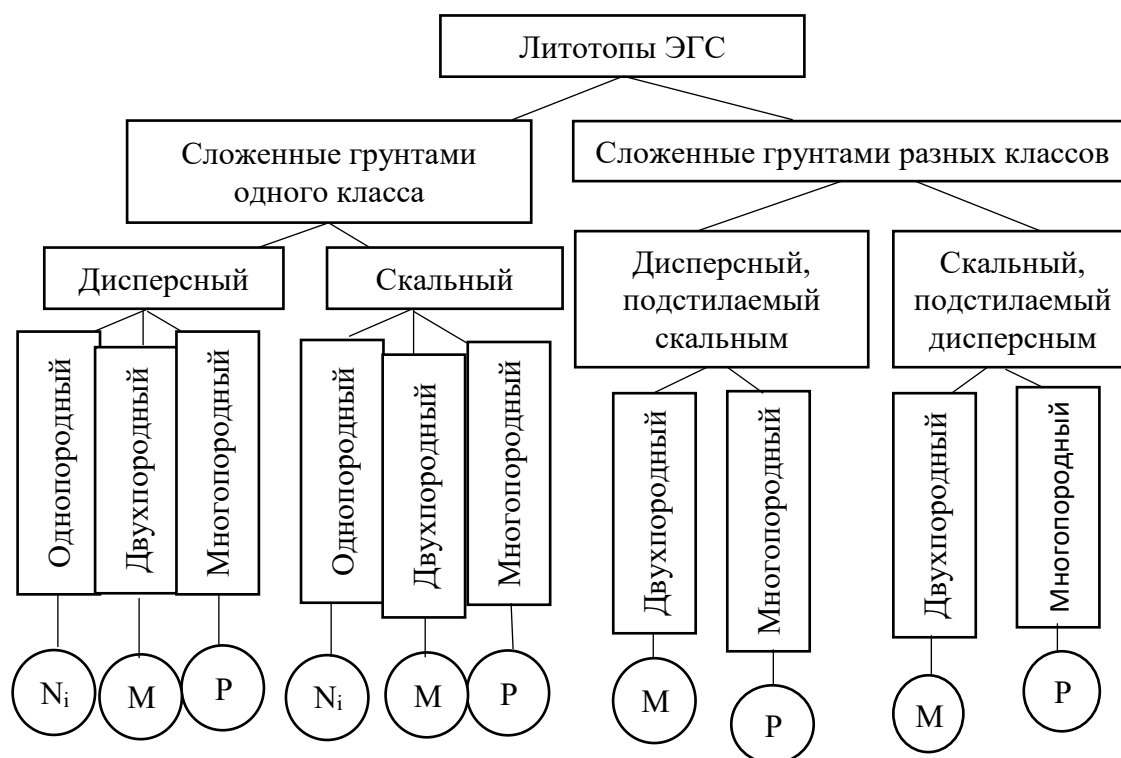 Литотопы ЭГС
Сложенные грунтами
одного класса
Сложенные грунтами разных классов
Дисперсный
Скальный
Дисперсный,
подстилаемый
скальным
Скальный,
подстилаемый
дисперсным
Однопородный
Двухпородный
Многопородный
Однопородный
Двухпородный
Многопородный
Двухпородный
Многопородный
Двухпородный
Многопородный
Ni
М
Р
Ni
М
Р
М
Р
М
Р